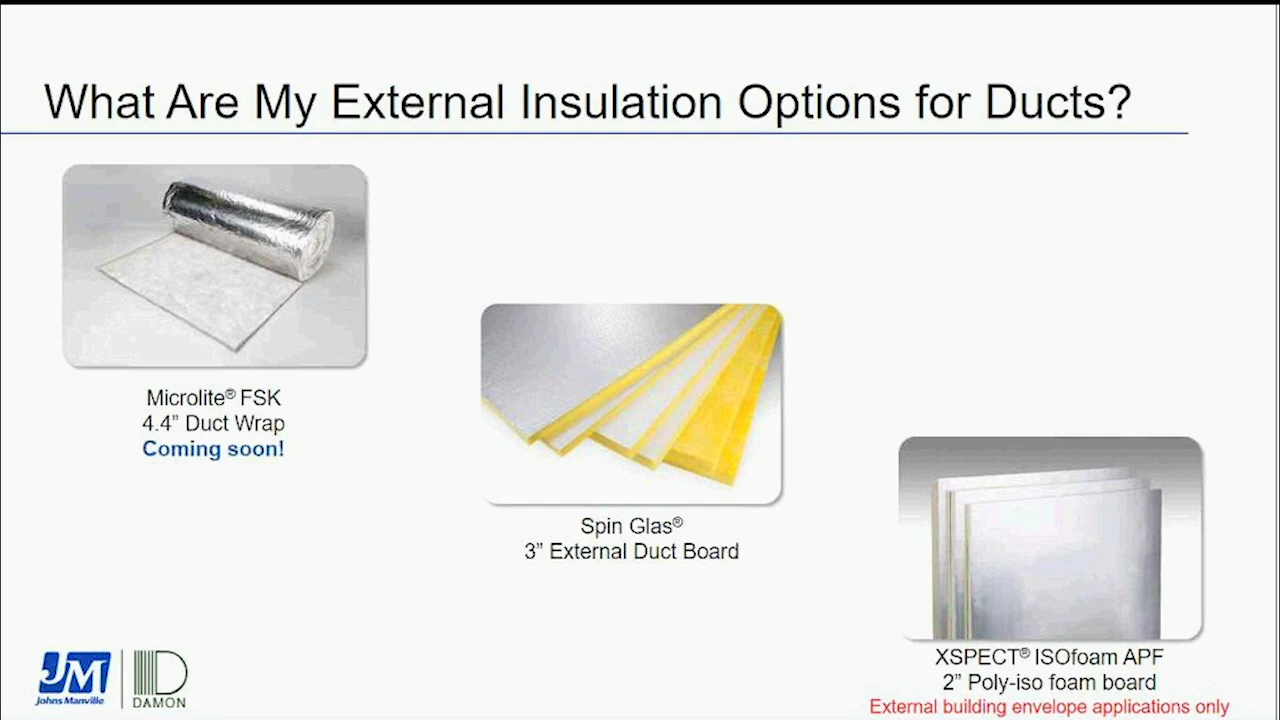 What Are My External Insulation Options for Ducts?
Microlite® FSK
4.4” Duct Wrap
Coming soon!
Spin Glas®
3” External Duct Board
XSPECT® ISOfoam APF
2” Poly-iso foam board
External building envelope applications only
JM
Johns Manville
D
DAMON